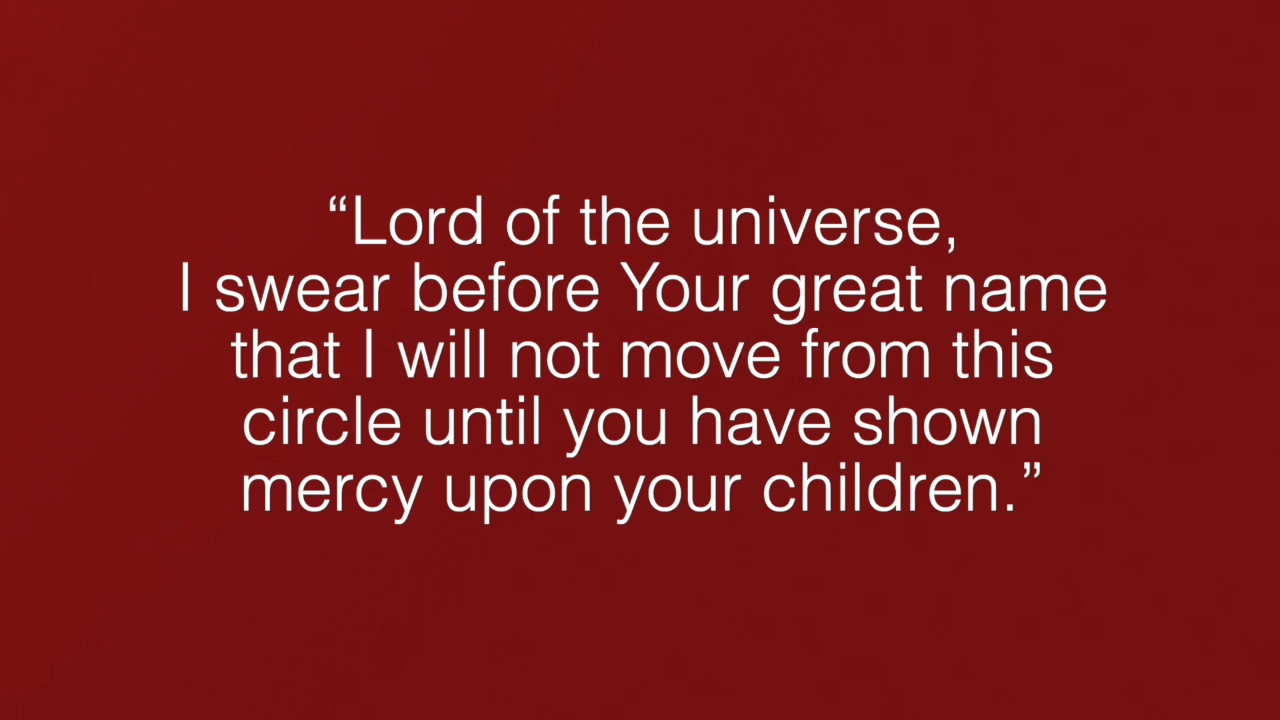 “Lord of the universe,
I swear before Your great name
that I will not move from this
circle until you have shown
mercy upon your children.”